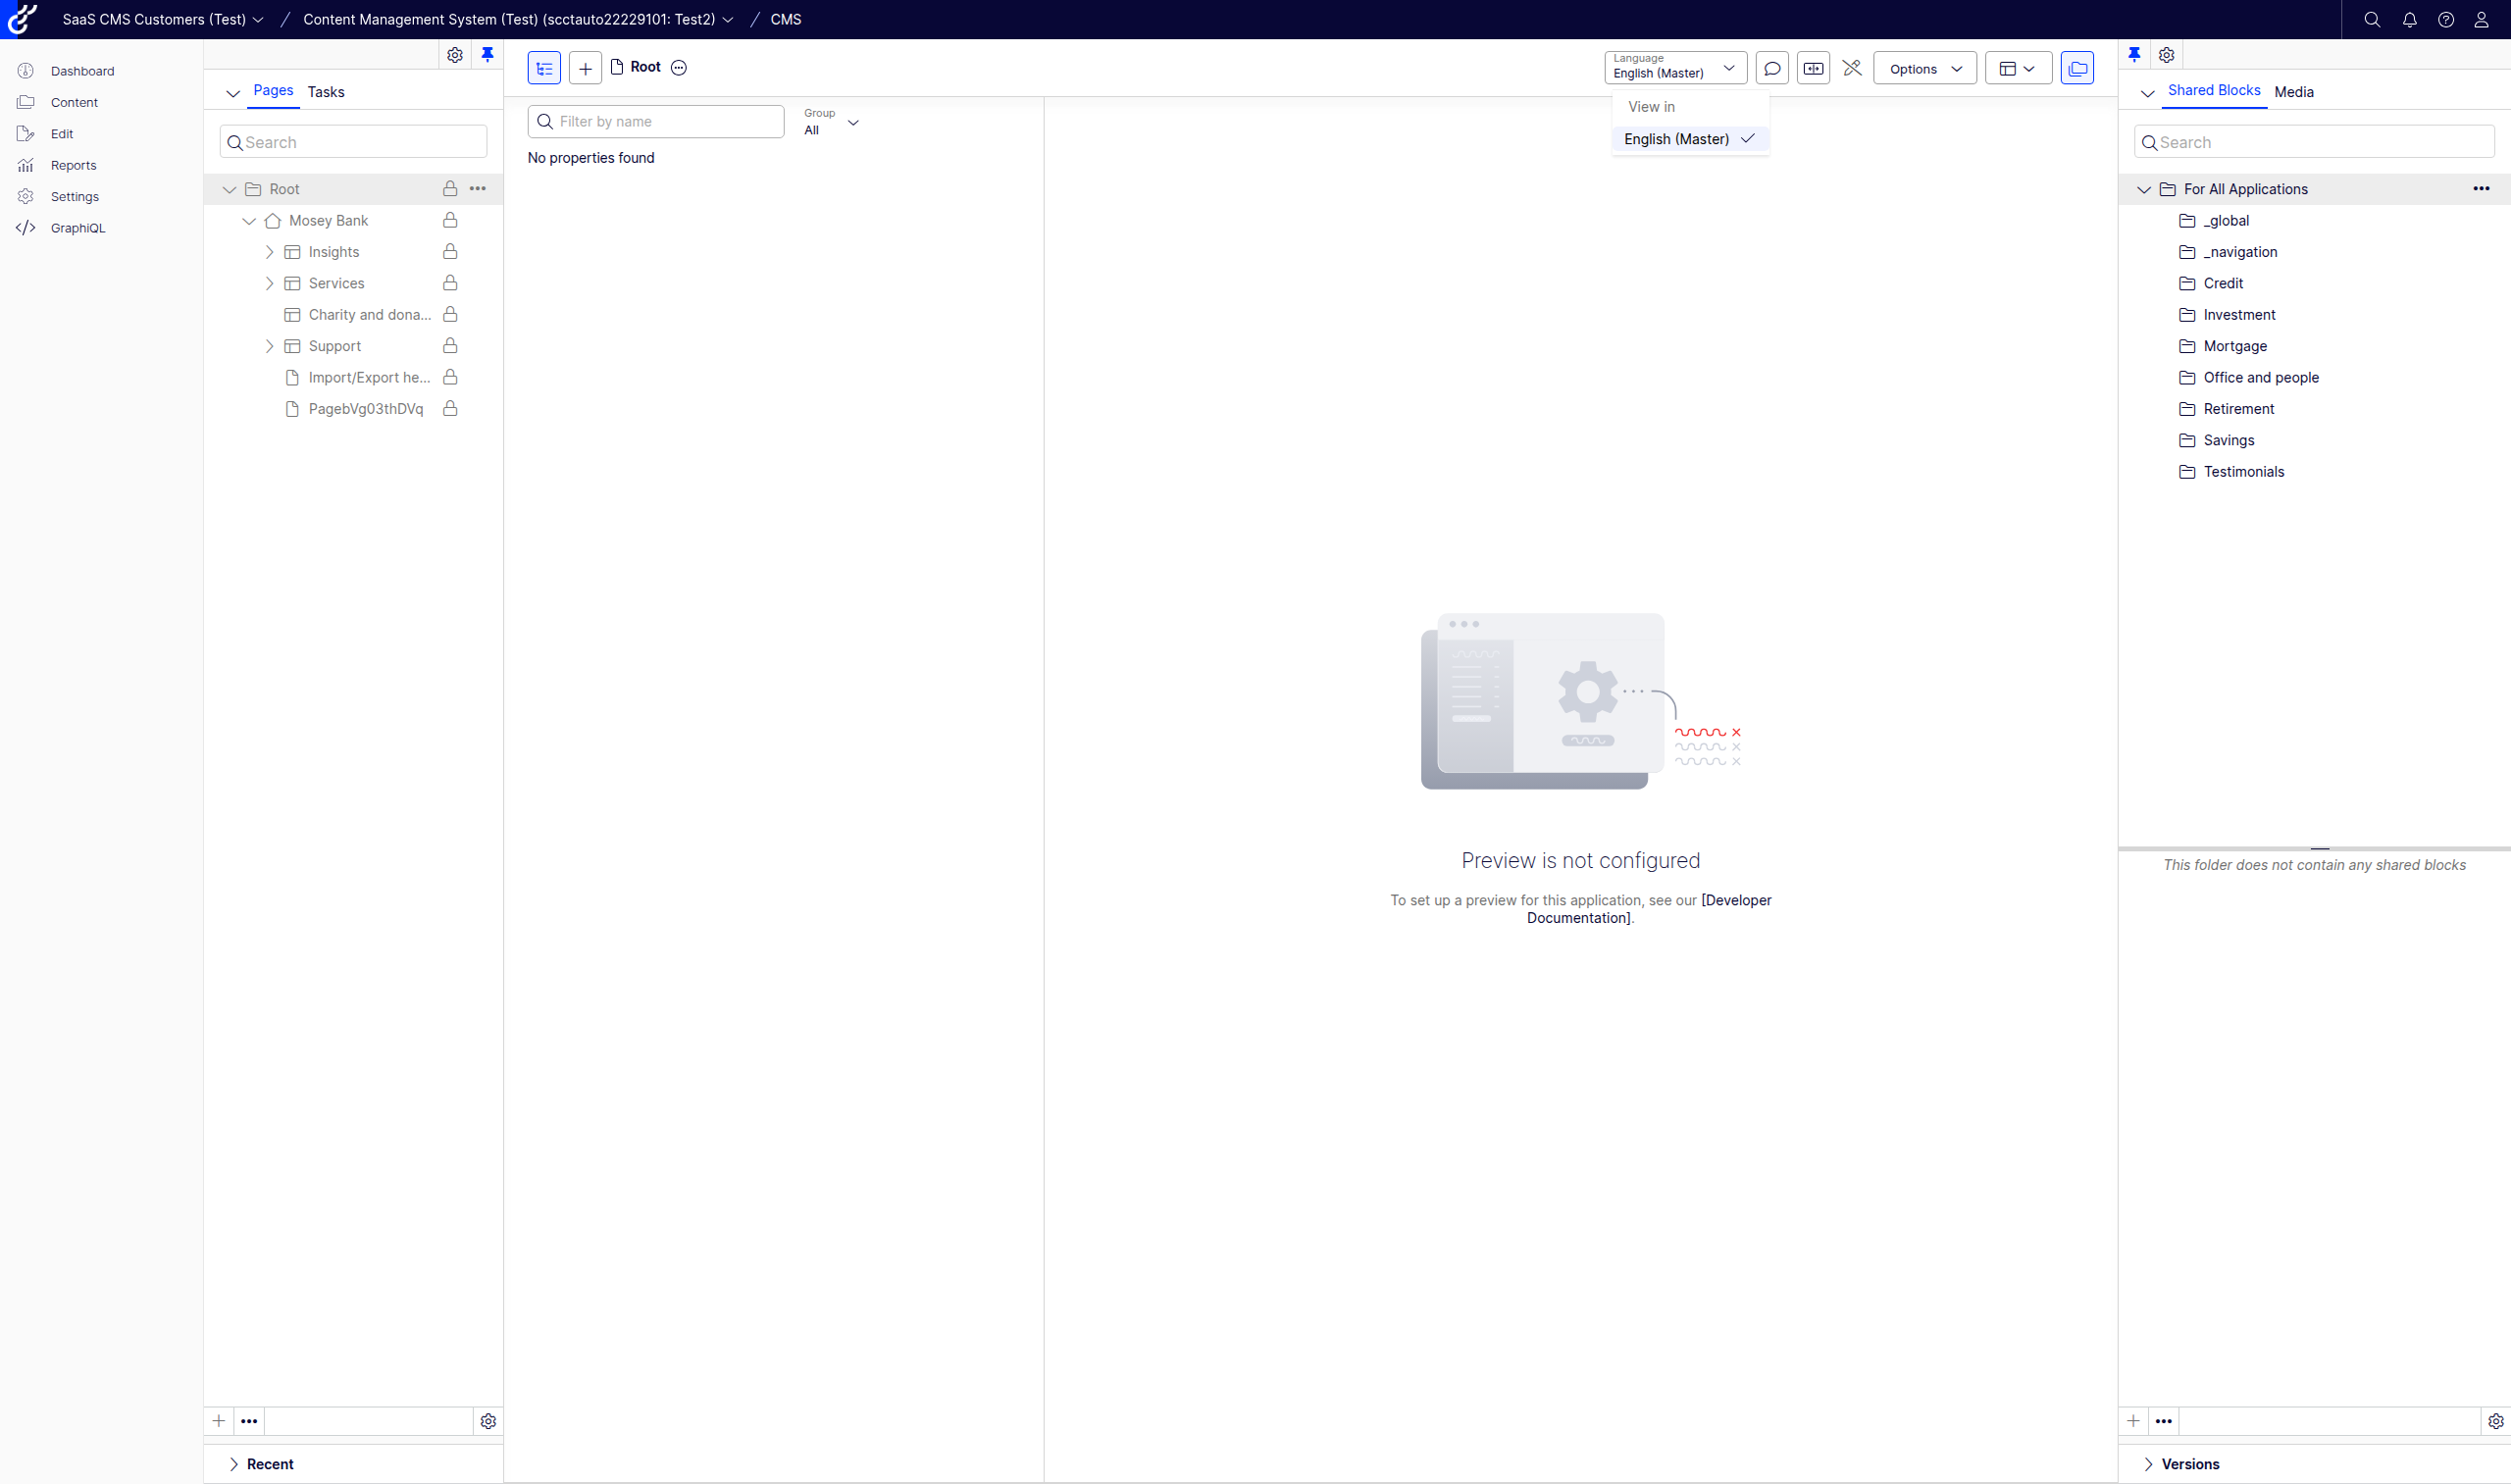 SaaS CMS Customers (Test) / Content Management System (Test) (scctauto22229101: Test2) / CMS
Dashboard
Content
Edit
Reports
Settings
GraphiQL
Pages
Tasks
Search
Root
Mosey Bank
Insights
Services
Charity and dona...
Support
Import/Export he...
PagebVg03thDVq
Recent
Root
Language
English (Master)
Options
View in
English (Master)
Filter by name
Group
All
No properties found
Preview is not configured
To set up a preview for this application, see our [Developer
Documentation].
Shared Blocks
Media
Search
For All Applications
_global
_navigation
Credit
Investment
Mortgage
Office and people
Retirement
Savings
Testimonials
This folder does not contain any shared blocks
Versions